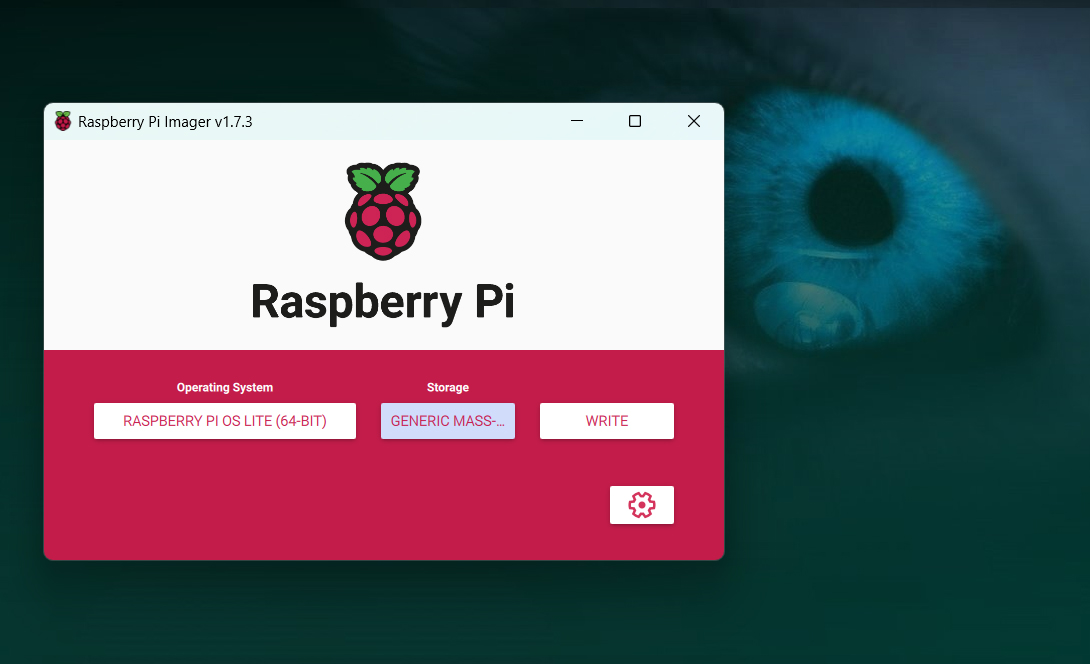 Raspberry Pi Imager v1.7.3
Raspberry Pi
Operating System
Storage
RASPBERRY PI OS LITE (64-BIT)
GENERIC MASS-...
WRITE